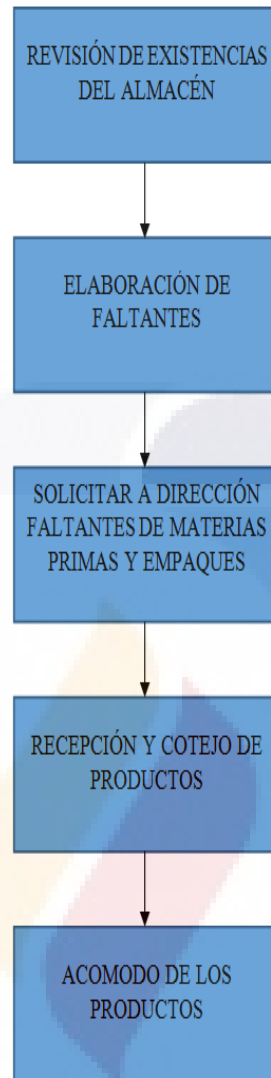 REVISIÓN DE EXISTENCIAS
DEL ALMACÉN
ELABORACIÓN DE
FALTANTES
SOLICITAR A DIRECCIÓN
FALTANTES DE MATERIAS
PRIMAS Y EMPAQUES
RECEPCIÓN Y COTEJO DE
PRODUCTOS
ACOMODO DE LOS
PRODUCTOS